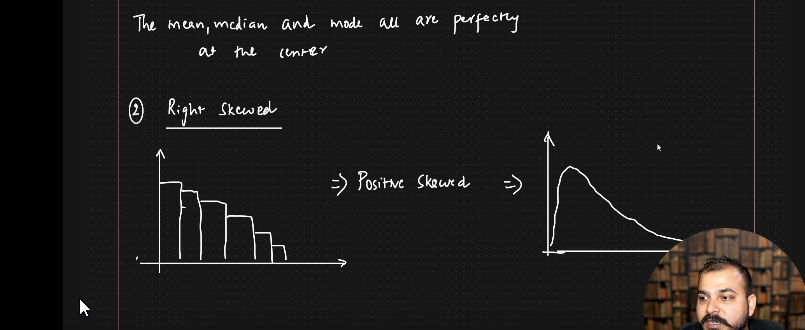 The mean, median and mode all are perfectly
at the center
② Right Skewed
=> Positive Skewed =>